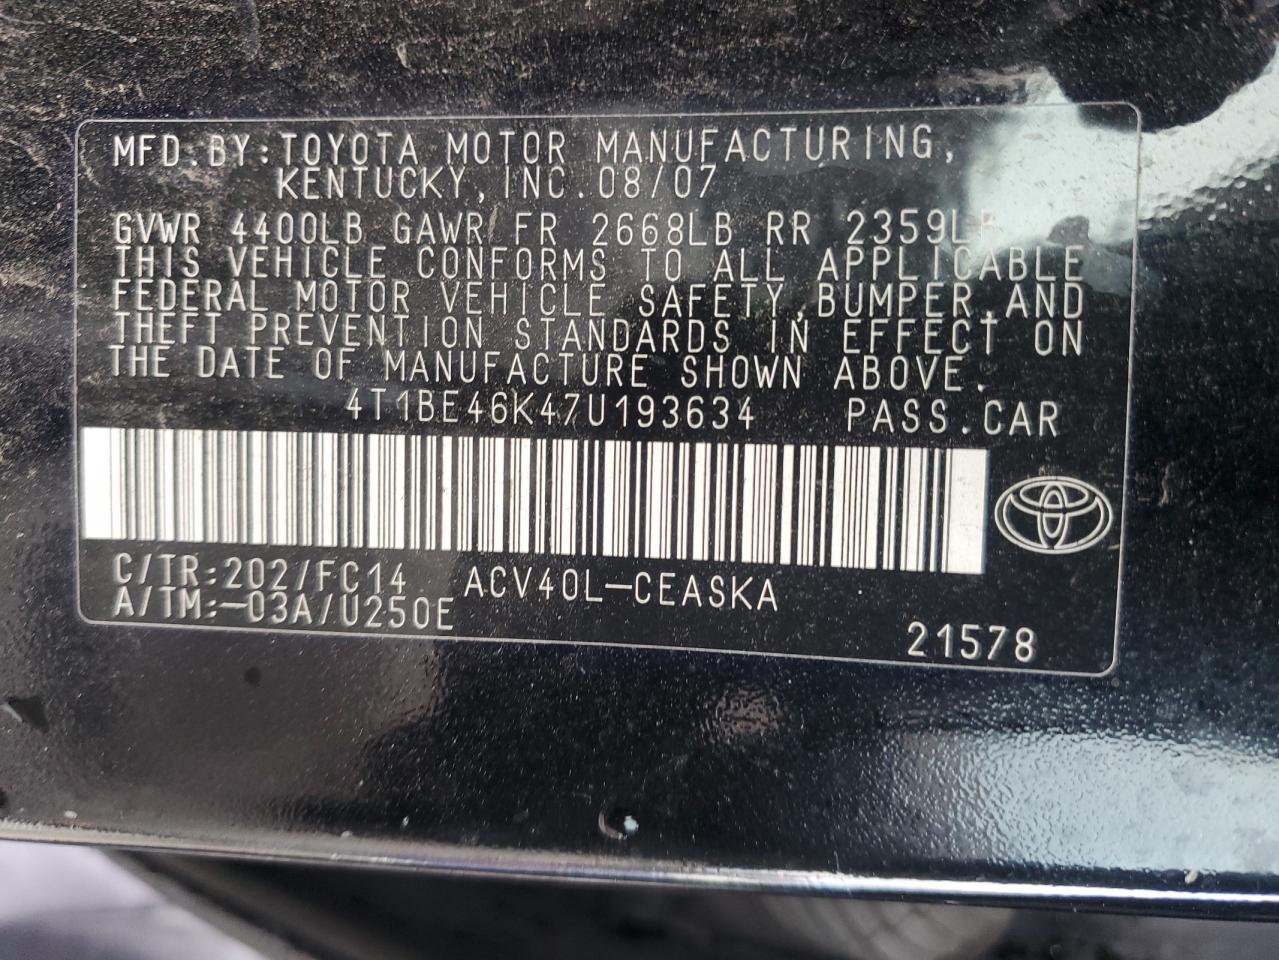 MFD.BY:TOYOTA MOTOR MANUFACTURING,
KENTUCKY,INC.08/07
GVWR 4400LB GAWR FR 2668LB RR 2359LB
THIS VEHICLE CONFORMS TO ALL APPLICABLE
FEDERAL MOTOR VEHICLE SAFETY,BUMPER,AND
THEFT PREVENTION STANDARDS IN EFFECT ON
THE DATE OF MANUFACTURE SHOWN ABOVE.
4T1BE46K47U193634 PASS.CAR
C/TR:202/FC14 ACV40L-CEASKA
A/TM:-03A/U250E
21578